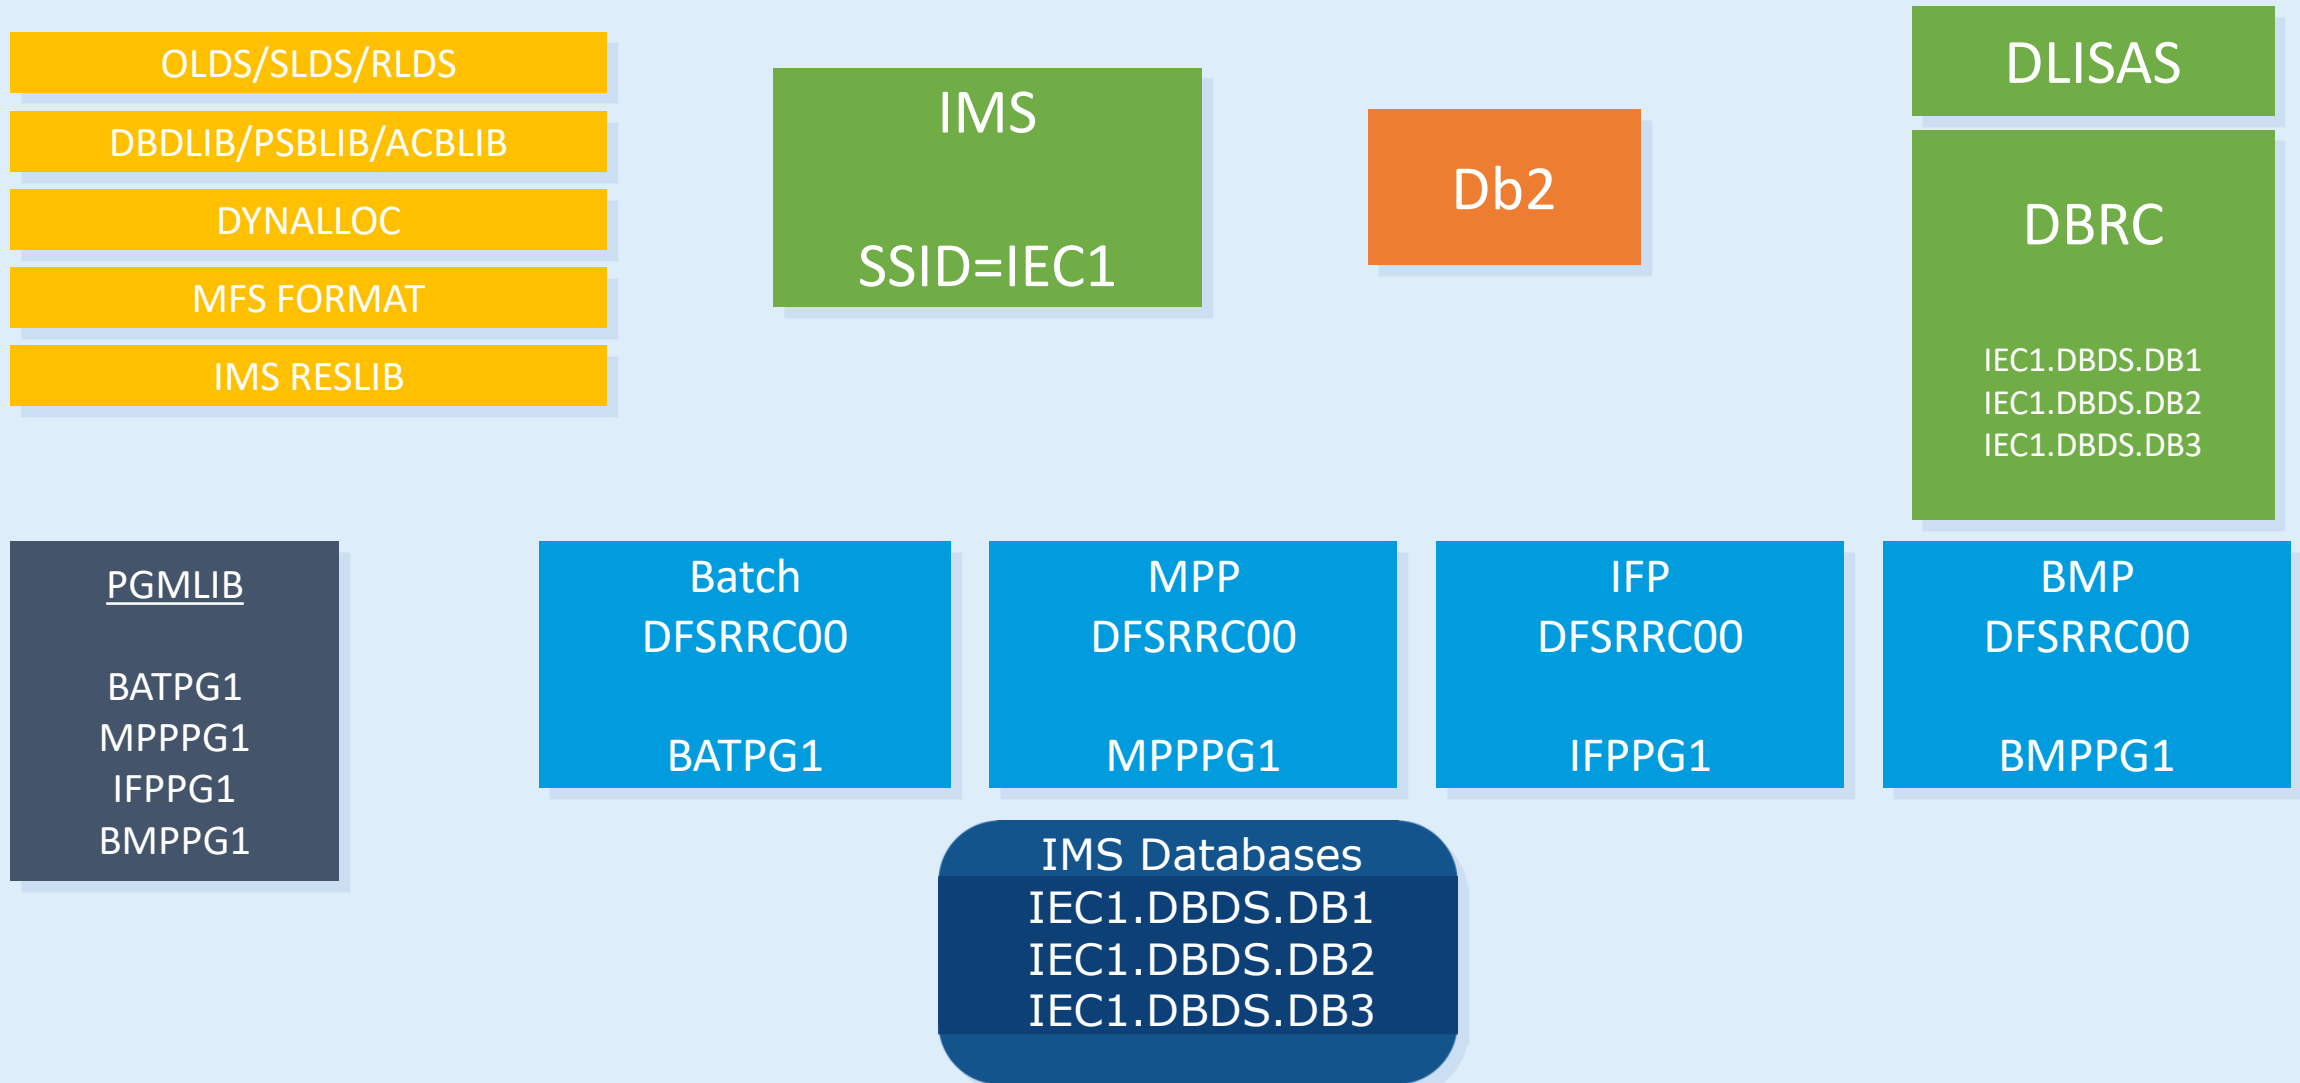 OLDS/SLDS/RLDS
DBDLIB/PSBLIB/ACBLIB
DYNALLOC
MFS FORMAT
IMS RESLIB
IMS
SSID=IEC1
Db2
DLISAS
DBRC
IEC1.DBDS.DB1
IEC1.DBDS.DB2
IEC1.DBDS.DB3
PGMLIB
BATPG1
MPPPG1
IFPPG1
BMPPG1
Batch
DFSRRC00
BATPG1
MPP
DFSRRC00
MPPPG1
IFP
DFSRRC00
IFPPG1
BMP
DFSRRC00
BMPPG1
IMS Databases
IEC1.DBDS.DB1
IEC1.DBDS.DB2
IEC1.DBDS.DB3